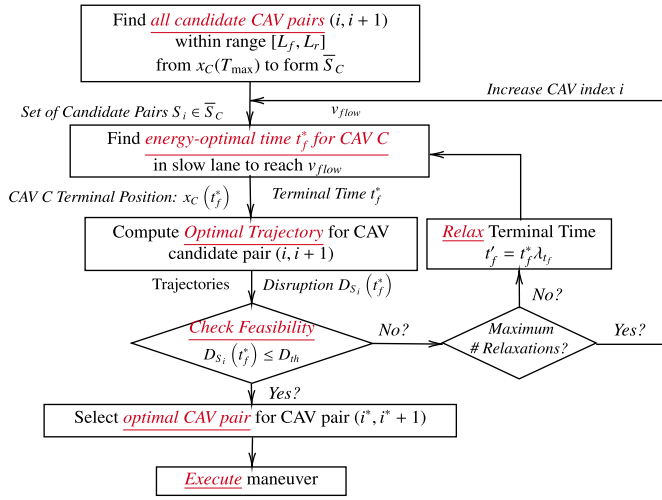 Find all candidate CAV pairs (i, i + 1)
within range [L_f, L_r]
from x_C(T_max) to form S̅_C
Increase CAV index i
Set of Candidate Pairs S_i ∈ S̅_C
v_flow
Find energy-optimal time t_f^* for CAV C
in slow lane to reach v_flow
CAV C Terminal Position: x_C (t_f^*)
Terminal Time t_f^*
Compute Optimal Trajectory for CAV
candidate pair (i, i + 1)
Relax Terminal Time
t'_f = t_f^* λ_{t_f}
Trajectories
Disruption D_{S_i} (t_f^*)
No?
Check Feasibility
D_{S_i} (t_f^*) ≤ D_th
No?
Maximum
# Relaxations?
Yes?
Yes?
Select optimal CAV pair for CAV pair (i^*, i^* + 1)
Execute maneuver